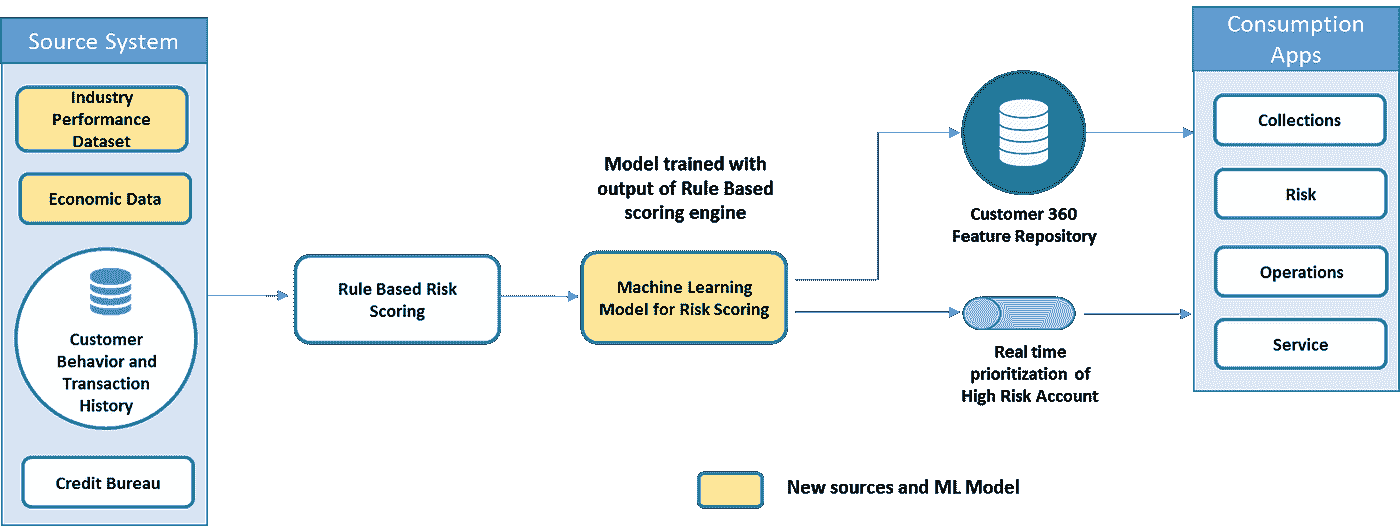 Source System
Industry
Performance
Dataset
Economic Data
Customer
Behavior and
Transaction
History
Credit Bureau
Rule Based Risk
Scoring
Model trained with
output of Rule Based
scoring engine
Machine Learning
Model for Risk Scoring
Customer 360
Feature Repository
Real time
prioritization of
High Risk Account
Consumption
Apps
Collections
Risk
Operations
Service
New sources and ML Model